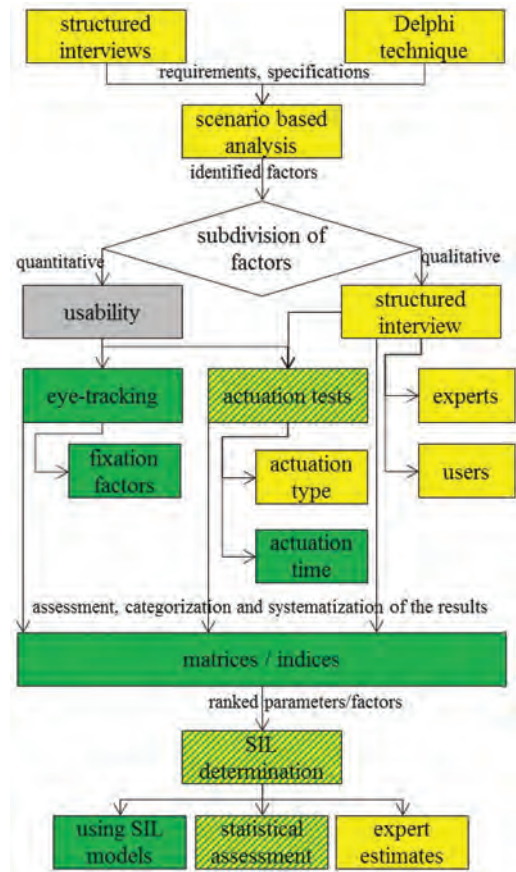 structured
interviews
Delphi
technique
requirements, specifications
scenario based
analysis
identified factors
subdivision of
factors
quantitative
qualitative
usability
structured
interview
eye-tracking
actuation tests
experts
fixation
factors
actuation
type
users
actuation
time
assessment, categorization and systematization of the results
matrices / indices
ranked parameters/factors
SIL
determination
using SIL
models
statistical
assessment
expert
estimates